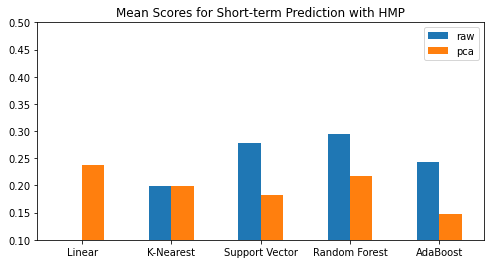 Mean Scores for Short-term Prediction with HMP
raw
pca
0.50
0.45
0.40
0.35
0.30
0.25
0.20
0.15
0.10
Linear
K-Nearest
Support Vector
Random Forest
AdaBoost